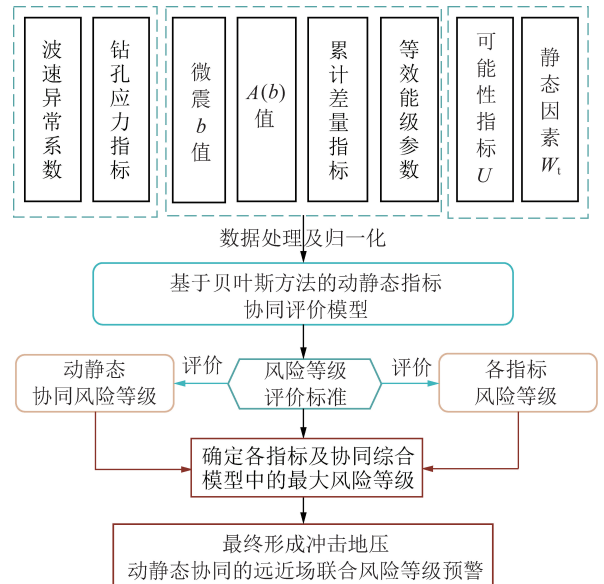 波速异常系数
钻孔应力指标
微震b值
A(b)值
累计差量指标
等效能级参数
可能性指标U
静态因素Wt
数据处理及归一化
基于贝叶斯方法的动静态指标
协同评价模型
动静态
协同风险等级
评价
风险等级
评价标准
评价
各指标
风险等级
确定各指标及协同综合
模型中的最大风险等级
最终形成冲击地压
动静态协同的远近场联合风险等级预警